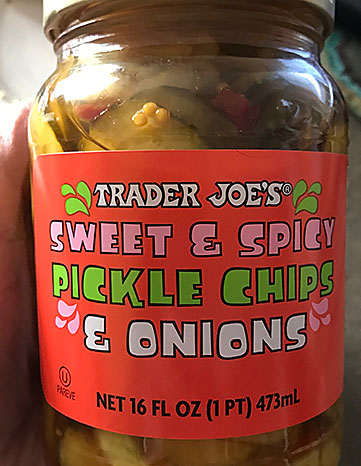 TRADER JOE'S®
SWEET & SPICY
PICKLE CHIPS
& ONIONS
U
PAREVE
NET 16 FL OZ (1 PT) 473mL